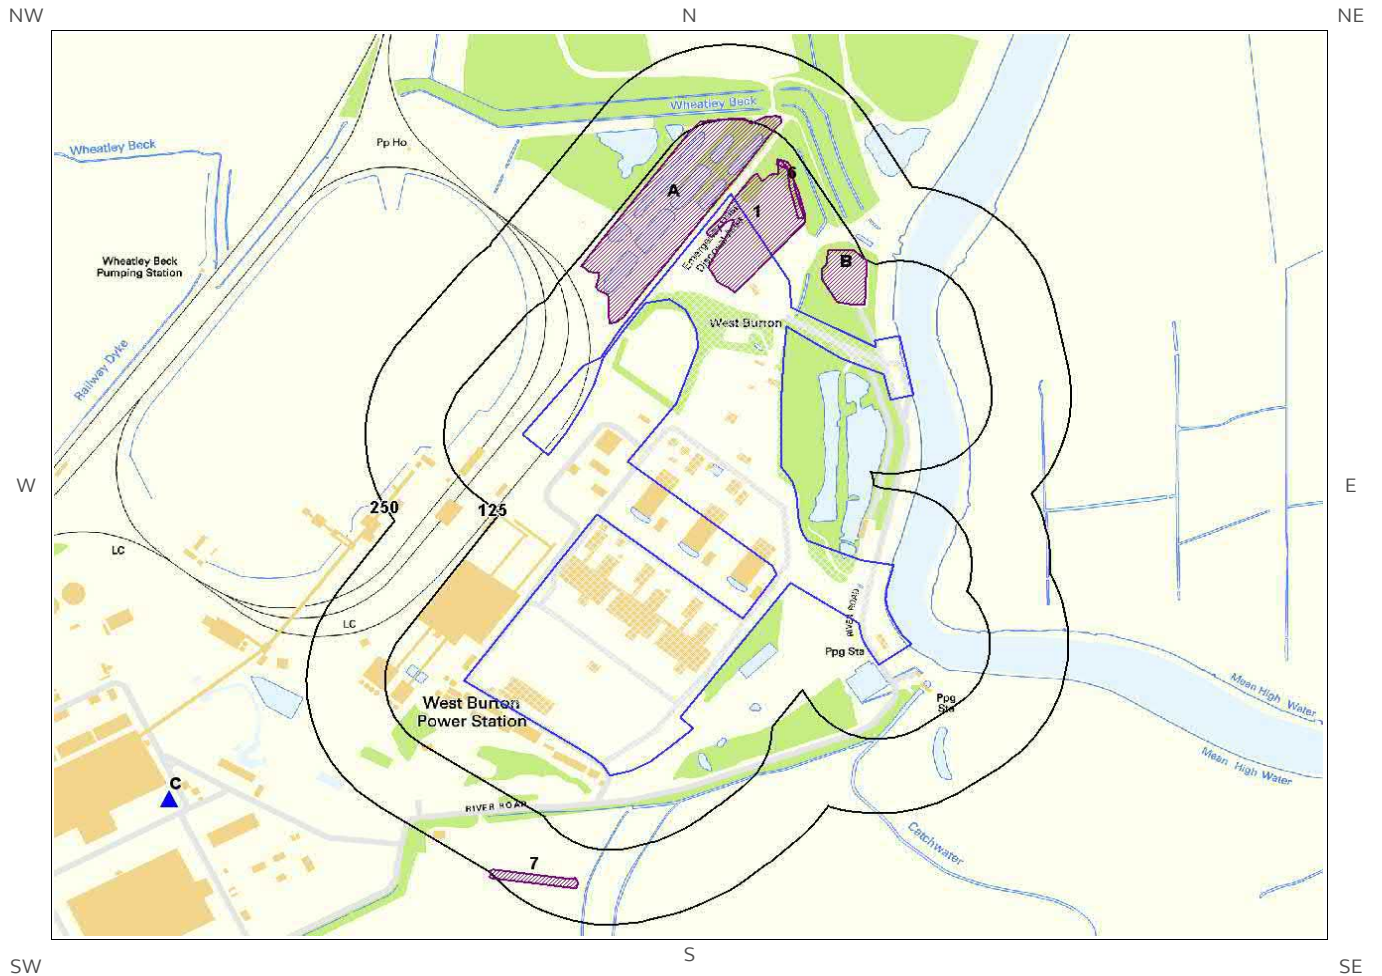 NW
N
NE
Wheatley Beck
Pp Ho
Wheatley Beck
A
6
1
Wheatley Beck
Pumping Station
B
West Burton
Railway Dyke
W
E
250
125
LC
LC
RIVER ROAD
Ppg Sta
Mean High Water
West Burton
Power Station
Ppg
Sta
Mean High Water
C
RIVER ROAD
Catchwater
7
SW
S
SE